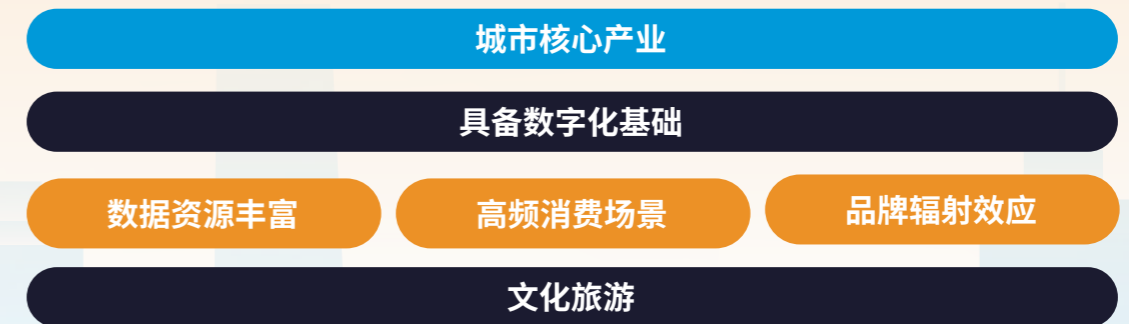 城市核心产业
具备数字化基础
数据资源丰富
高频消费场景
品牌辐射效应
文化旅游